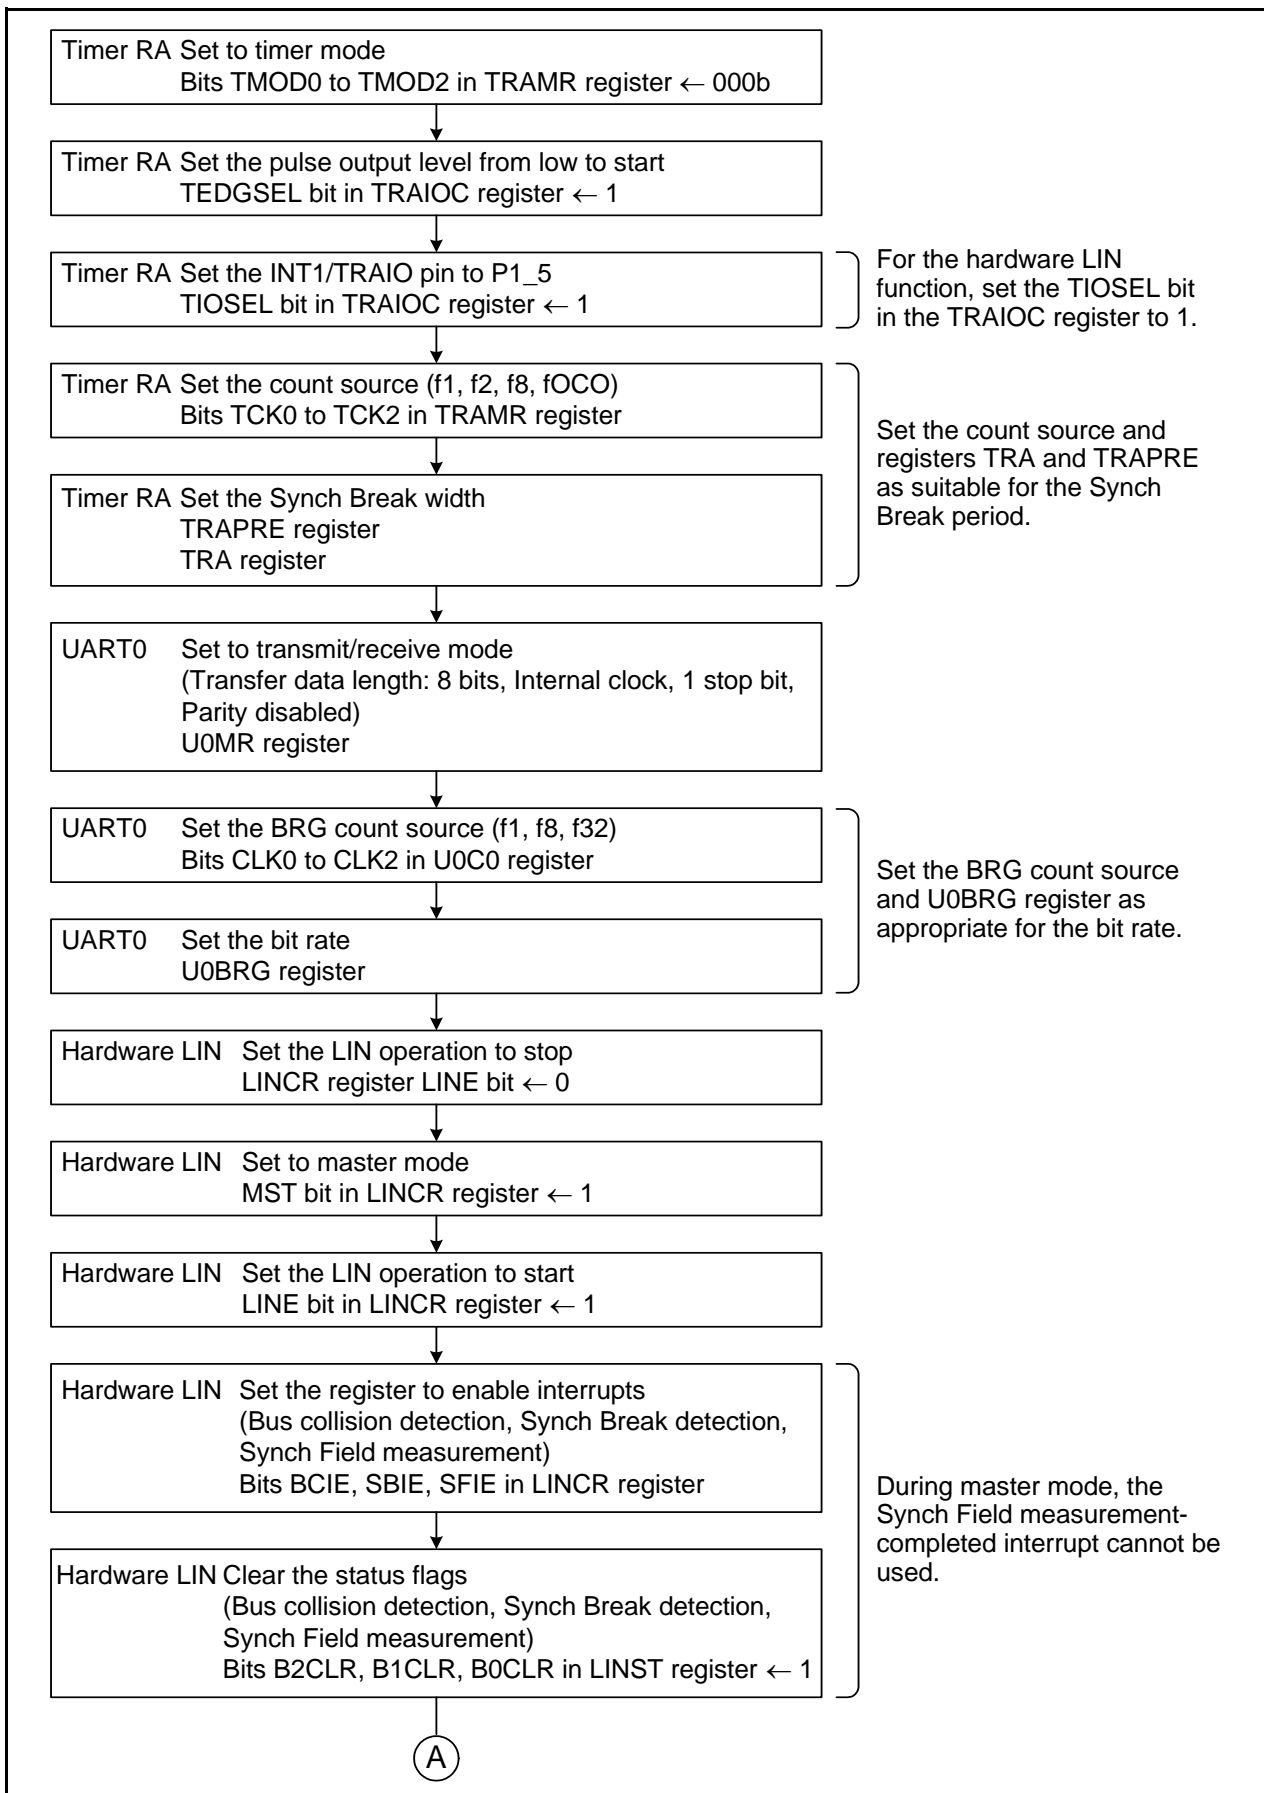 Timer RA Set to timer mode
Bits TMOD0 to TMOD2 in TRAMR register ← 000b
Timer RA Set the pulse output level from low to start
TEDGSEL bit in TRAIOC register ← 1
Timer RA Set the INT1/TRAIO pin to P1_5
TIOSEL bit in TRAIOC register ← 1
For the hardware LIN
function, set the TIOSEL bit
in the TRAIOC register to 1.
Timer RA Set the count source (f1, f2, f8, fOCO)
Bits TCK0 to TCK2 in TRAMR register
Timer RA Set the Synch Break width
TRAPRE register
TRA register
Set the count source and
registers TRA and TRAPRE
as suitable for the Synch
Break period.
UART0 Set to transmit/receive mode
(Transfer data length: 8 bits, Internal clock, 1 stop bit,
Parity disabled)
U0MR register
UART0 Set the BRG count source (f1, f8, f32)
Bits CLK0 to CLK2 in U0C0 register
UART0 Set the bit rate
U0BRG register
Set the BRG count source
and U0BRG register as
appropriate for the bit rate.
Hardware LIN Set the LIN operation to stop
LINCR register LINE bit ← 0
Hardware LIN Set to master mode
MST bit in LINCR register ← 1
Hardware LIN Set the LIN operation to start
LINE bit in LINCR register ← 1
Hardware LIN Set the register to enable interrupts
(Bus collision detection, Synch Break detection,
Synch Field measurement)
Bits BCIE, SBIE, SFIE in LINCR register
Hardware LIN Clear the status flags
(Bus collision detection, Synch Break detection,
Synch Field measurement)
Bits B2CLR, B1CLR, B0CLR in LINST register ← 1
During master mode, the
Synch Field measurement-
completed interrupt cannot be
used.
A